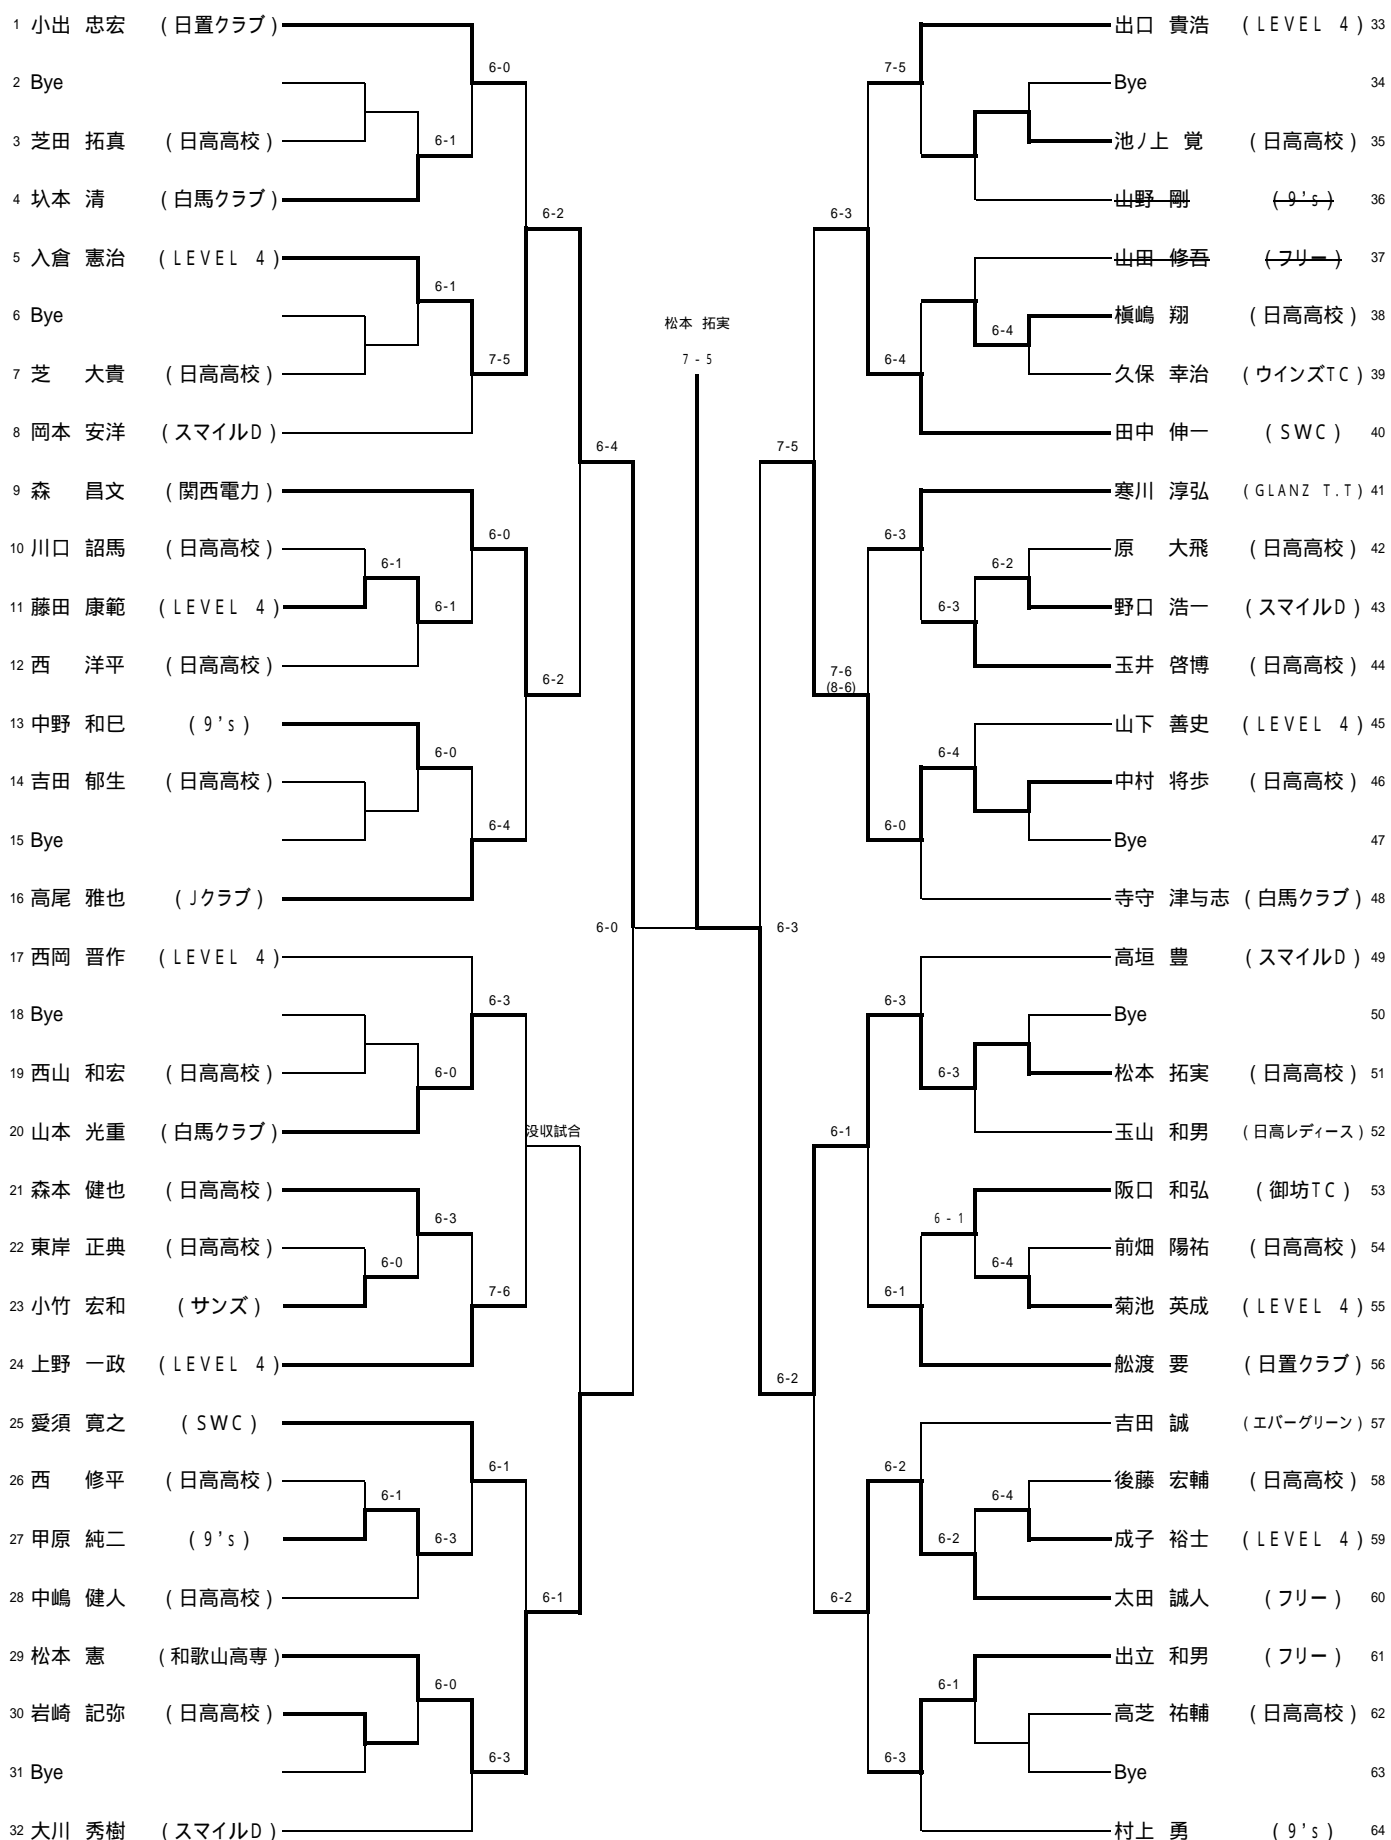 1 小出 忠宏 (日置クラブ)
2 Bye
3 芝田 拓真 (日高高校)
4 圦本 清 (白馬クラブ)
5 入倉 憲治 (LEVEL 4)
6 Bye
7 芝 大貴 (日高高校)
8 岡本 安洋 (スマイルD)
9 森 昌文 (関西電力)
10 川口 詔馬 (日高高校)
11 藤田 康範 (LEVEL 4)
12 西 洋平 (日高高校)
13 中野 和巳 (9's)
14 吉田 郁生 (日高高校)
15 Bye
16 高尾 雅也 (Jクラブ)
17 西岡 晋作 (LEVEL 4)
18 Bye
19 西山 和宏 (日高高校)
20 山本 光重 (白馬クラブ)
21 森本 健也 (日高高校)
22 東岸 正典 (日高高校)
23 小竹 宏和 (サンズ)
24 上野 一政 (LEVEL 4)
25 愛須 寛之 (SWC)
26 西 修平 (日高高校)
27 甲原 純二 (9's)
28 中嶋 健人 (日高高校)
29 松本 憲 (和歌山高専)
30 岩崎 記弥 (日高高校)
31 Bye
32 大川 秀樹 (スマイルD)
6-1
6-0
6-1
6-1
6-1
6-0
6-0
6-3
6-3
6-0
6-0
7-5
6-0
6-4
6-3
7-6
6-1
6-3
6-2
6-2
没収試合
6-1
6-4
6-0
松本 拓実
7-5
6-3
7-5
6-2
6-3
7-6
(8-6)
6-1
6-2
7-5
6-4
6-3
6-0
6-3
6-1
6-2
6-3
6-4
6-3
6-2
6-4
6-3
6-1
6-4
6-2
6-4
6-1
出口 貴浩 (LEVEL 4) 33
Bye 34
池ノ上 覚 (日高高校) 35
山野 剛 (9's) 36
山田 修吾 (フリー) 37
槇嶋 翔 (日高高校) 38
久保 幸治 (ウインズTC) 39
田中 伸一 (SWC) 40
寒川 淳弘 (GLANZ T.T) 41
原 大飛 (日高高校) 42
野口 浩一 (スマイルD) 43
玉井 啓博 (日高高校) 44
山下 善史 (LEVEL 4) 45
中村 将歩 (日高高校) 46
Bye 47
寺守 津与志 (白馬クラブ) 48
高垣 豊 (スマイルD) 49
Bye 50
松本 拓実 (日高高校) 51
玉山 和男 (日高レディース) 52
阪口 和弘 (御坊TC) 53
前畑 陽祐 (日高高校) 54
菊池 英成 (LEVEL 4) 55
舩渡 要 (日置クラブ) 56
吉田 誠 (エバーグリーン) 57
後藤 宏輔 (日高高校) 58
成子 裕士 (LEVEL 4) 59
太田 誠人 (フリー) 60
出立 和男 (フリー) 61
高芝 祐輔 (日高高校) 62
Bye 63
村上 勇 (9's) 64